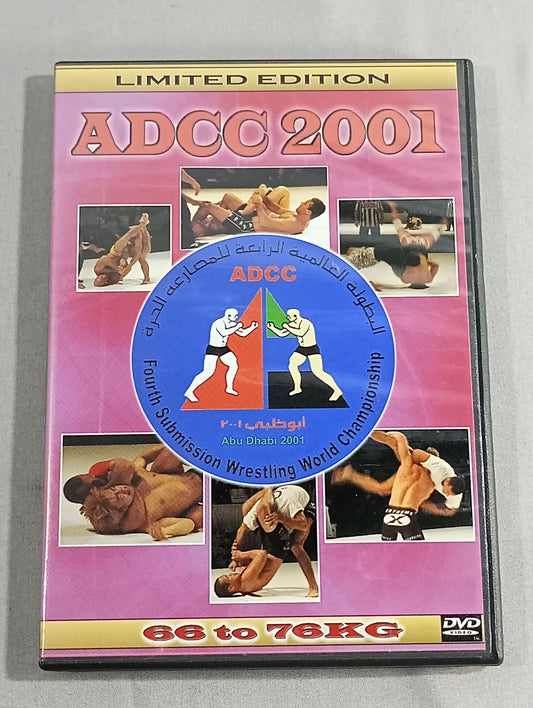 LIMITED EDITION
ADCC 2001
البطولة العالمية الرابعة للمصارعة الحرة
ADCC
أبوظبي ٢٠٠١
Abu Dhabi 2001
Fourth Submission Wrestling World Championship
66 to 76KG
DVD
VIDEO